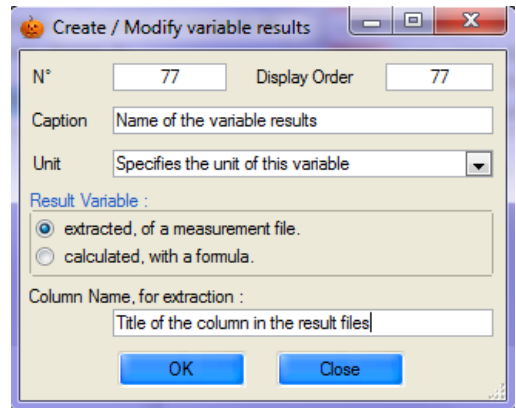 Create / Modify variable results
N° 77 Display Order 77
Caption Name of the variable results
Unit Specifies the unit of this variable
Result Variable :
extracted, of a measurement file.
calculated, with a formula.
Column Name, for extraction :
Title of the column in the result files
OK Close